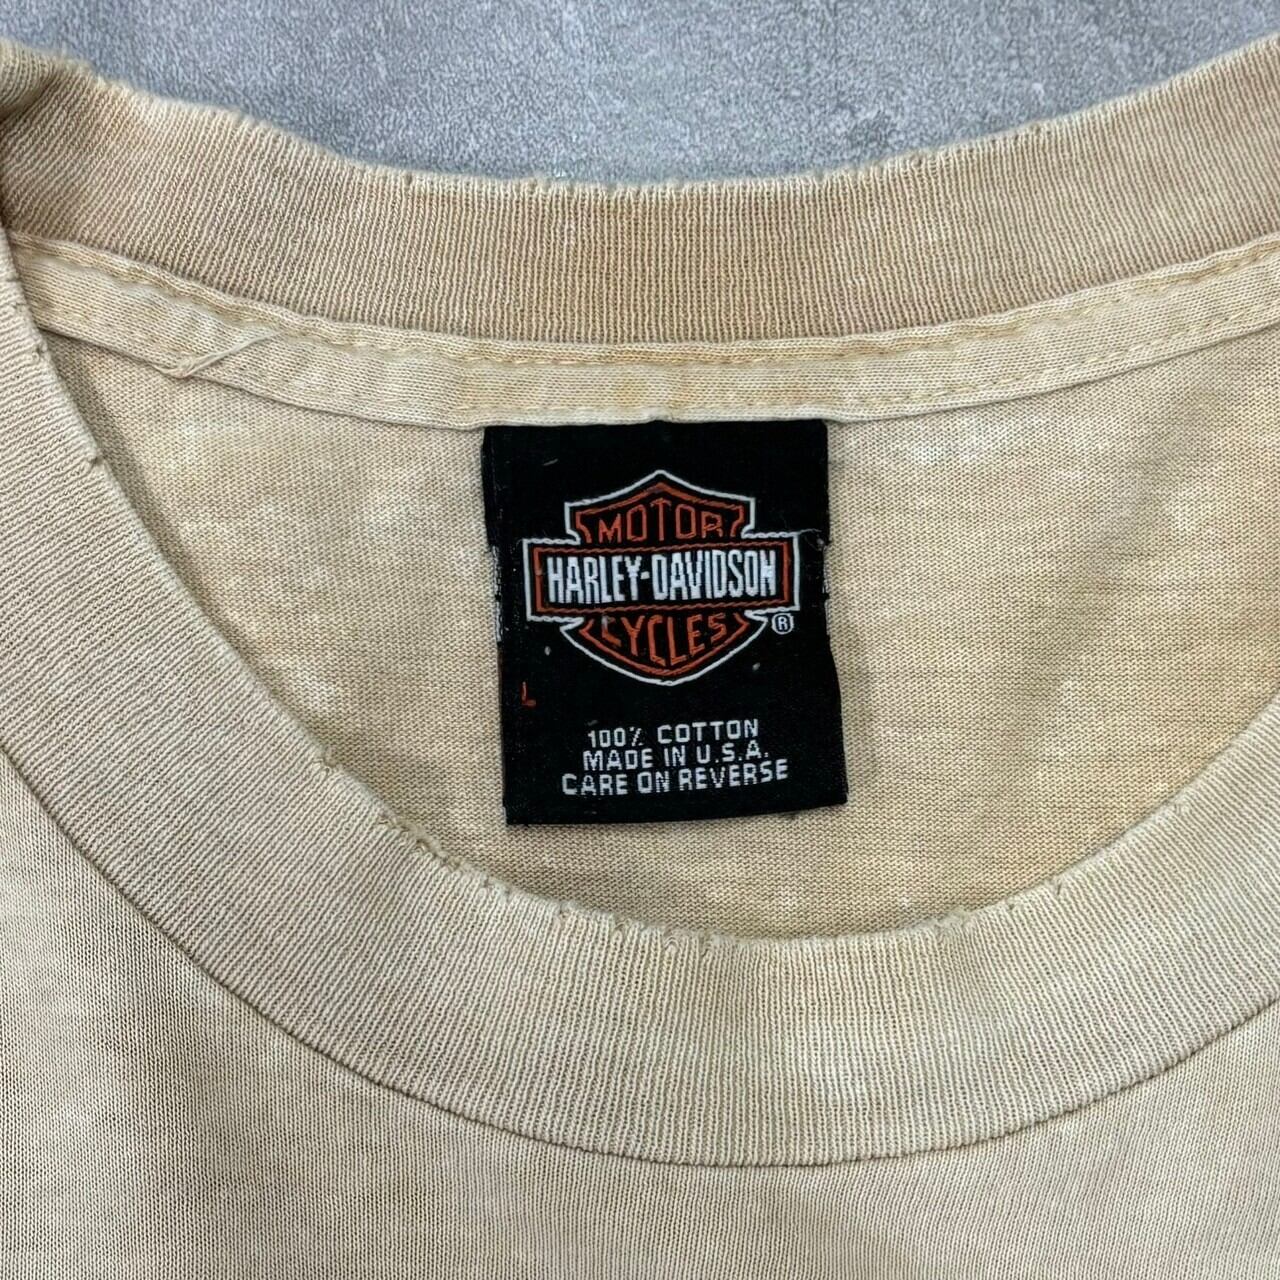 MOTOR
HARLEY-DAVIDSON
CYCLES
®
L
100% COTTON
MADE IN U.S.A.
CARE ON REVERSE